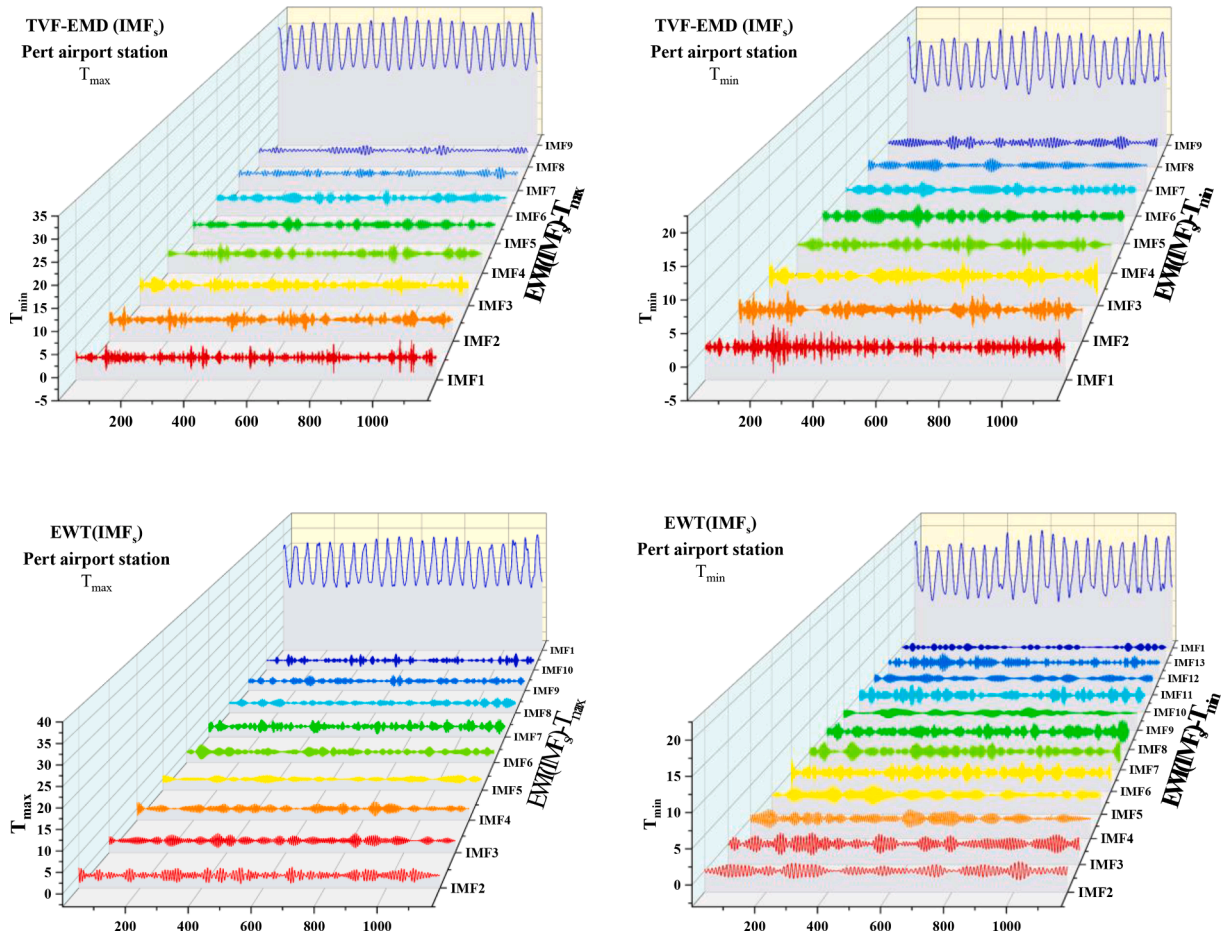 TVF-EMD (IMFs)
Pert airport station
Tmax
35
30
25
20
15
10
5
0
-5
Tmin
200
400
600
800
1000
IMF9
IMF8
IMF7
IMF6
IMF5
IMF4
IMF3
IMF2
IMF1
TVF-EMD (IMFs)
Pert airport station
Tmin
20
15
10
5
0
-5
Tmin
200
400
600
800
1000
IMF9
IMF8
IMF7
IMF6
IMF5
IMF4
IMF3
IMF2
IMF1
EWT(IMFs)
Pert airport station
Tmax
40
35
30
25
20
15
10
5
0
Tmax
200
400
600
800
1000
IMF1
IMF10
IMF9
IMF8
IMF7
IMF6
IMF5
IMF4
IMF3
IMF2
EWT(IMFs)
Pert airport station
Tmin
20
15
10
5
0
Tmin
200
400
600
800
1000
IMF1
IMF13
IMF12
IMF11
IMF10
IMF9
IMF8
IMF7
IMF6
IMF5
IMF4
IMF3
IMF2